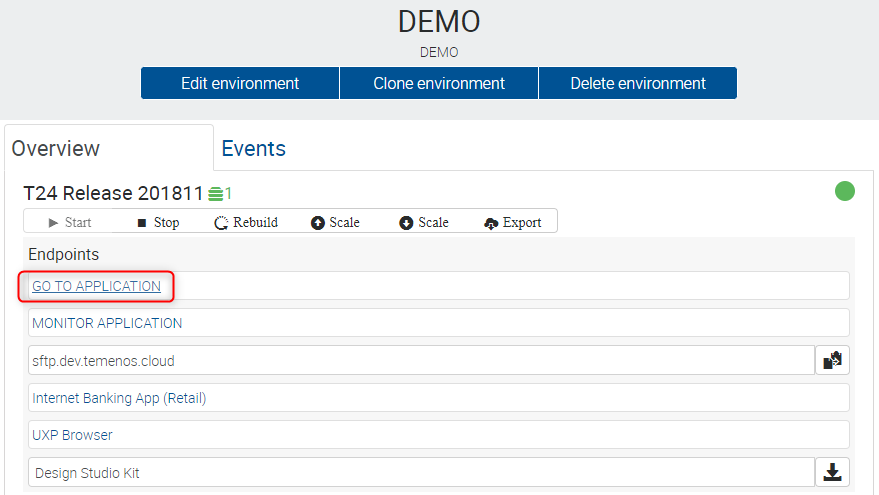 DEMO
DEMO
Edit environment Clone environment Delete environment
Overview Events
T24 Release 201811 1
Start Stop Rebuild Scale Scale Export
Endpoints
GO TO APPLICATION
MONITOR APPLICATION
sftp.dev.temenos.cloud
Internet Banking App (Retail)
UXP Browser
Design Studio Kit